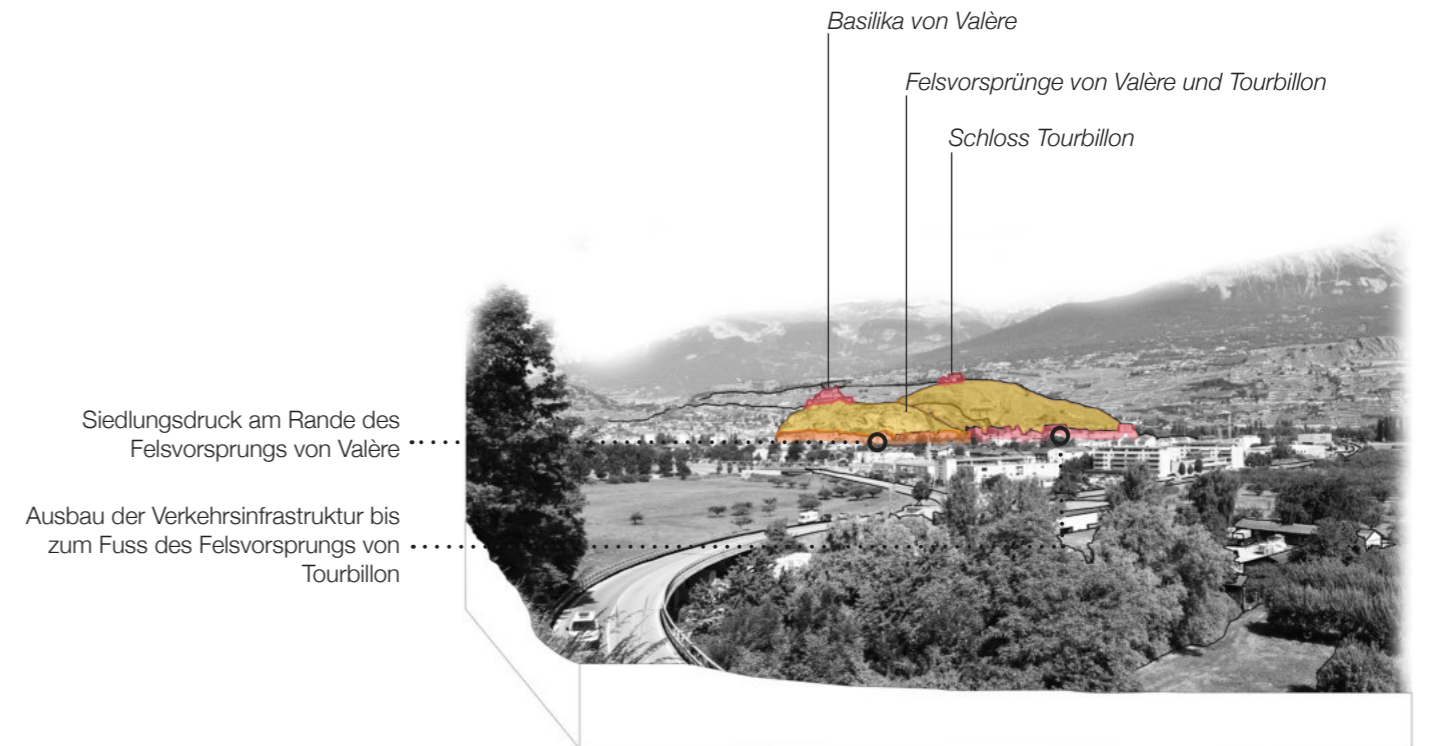 Basilika von Valère
Felsvorsprünge von Valère und Tourbillon
Schloss Tourbillon
Siedlungsdruck am Rande des
Felsvorsprungs von Valère
Ausbau der Verkehrsinfrastruktur bis
zum Fuss des Felsvorsprungs von
Tourbillon